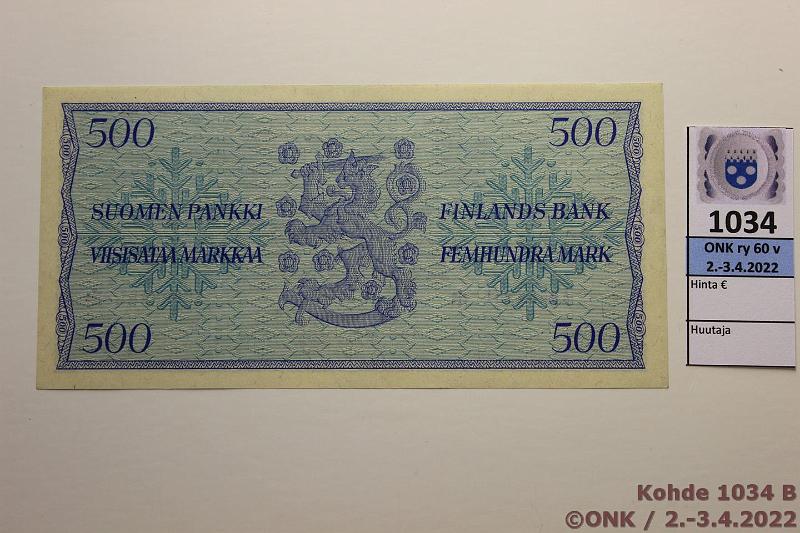 500 500
SUOMEN PANKKI FINLANDS BANK
VIISISATAA MARKKAA FEMHUNDRA MARK
500 500
1034
ONK ry 60 v
2.-3.4.2022
Hinta €
Huutaja
Kohde 1034 B
©ONK / 2.-3.4.2022